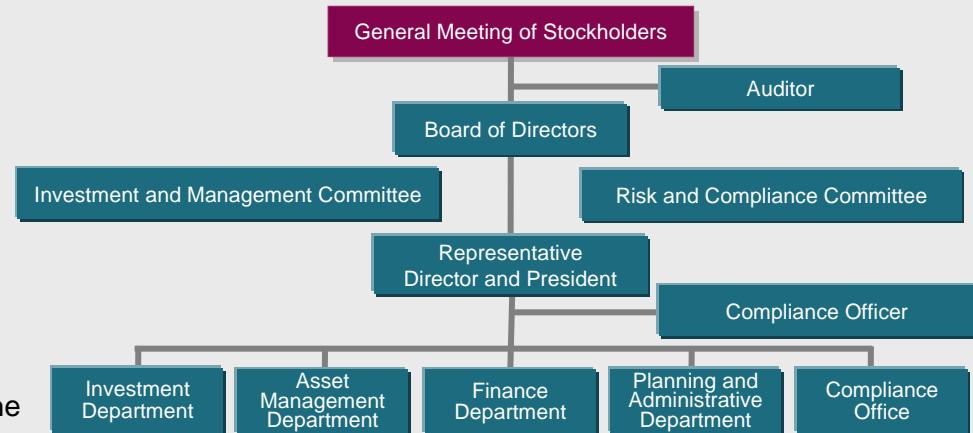 General Meeting of Stockholders
Auditor
Board of Directors
Investment and Management Committee
Risk and Compliance Committee
Representative
Director and President
Compliance Officer
Investment
Department
Asset
Management
Department
Finance
Department
Planning and
Administrative
Department
Compliance
Office
ne